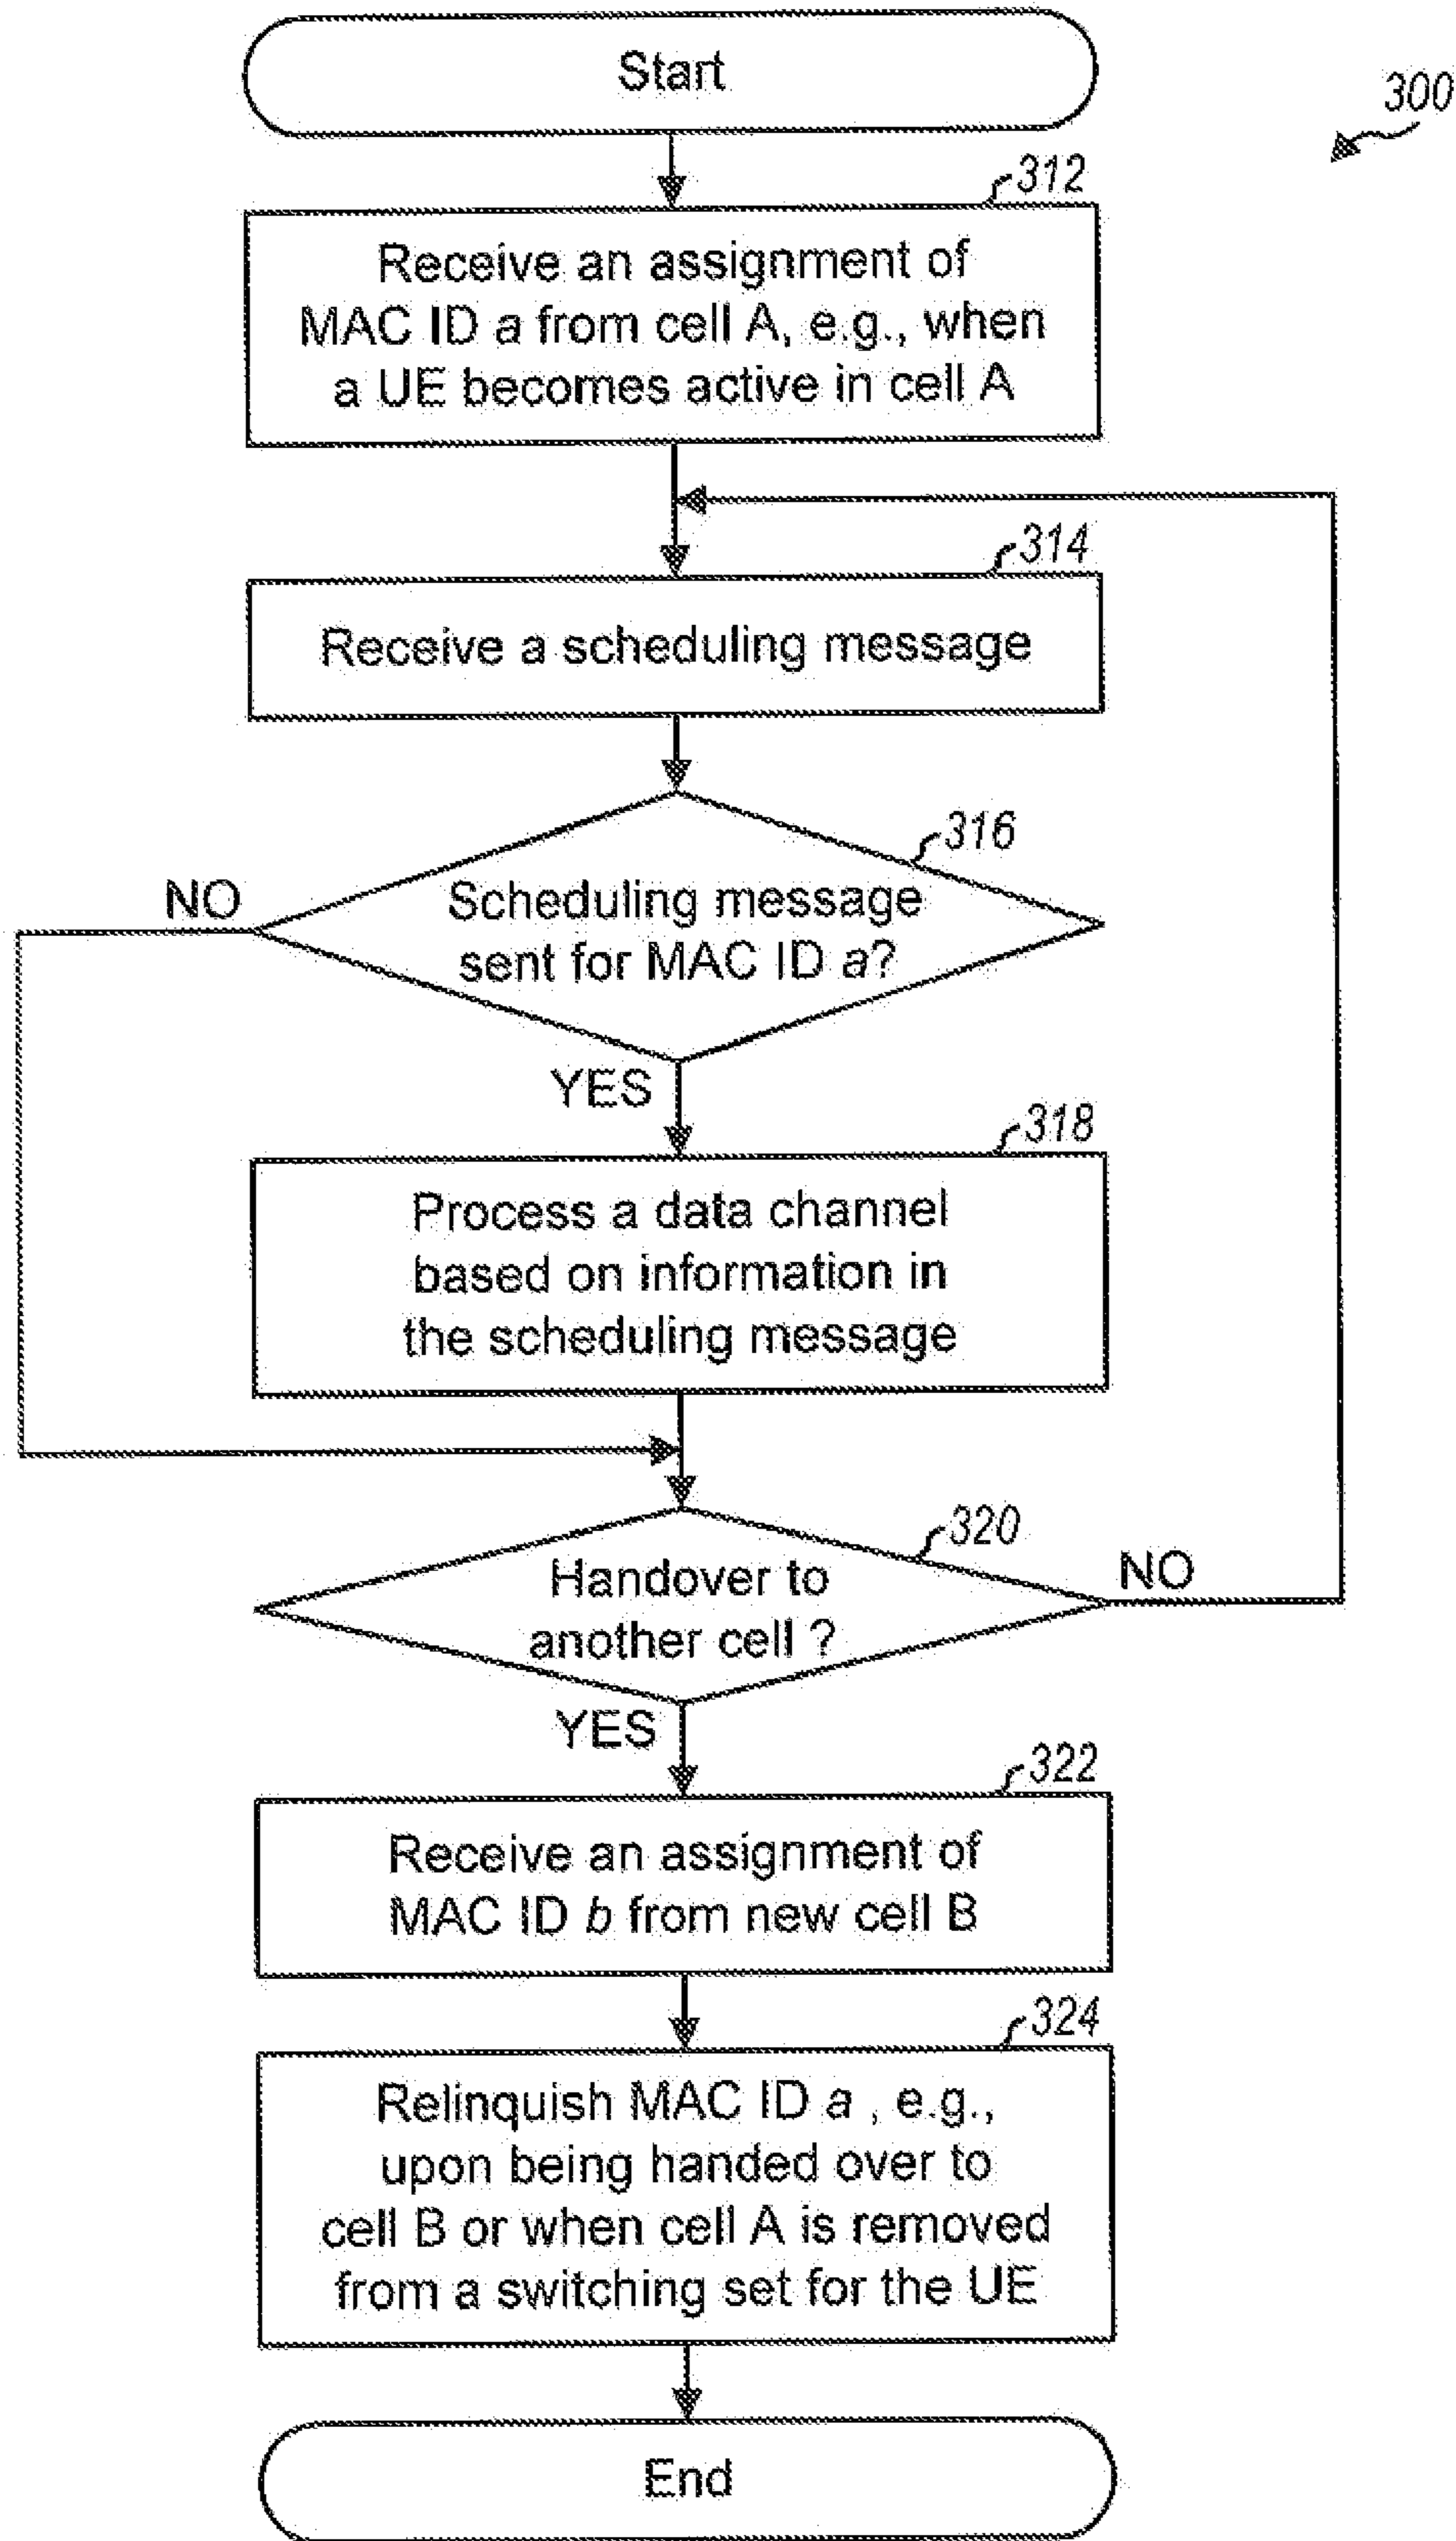 Start
300
312
Receive an assignment of
MAC ID a from cell A, e.g., when
a UE becomes active in cell A
314
Receive a scheduling message
316
NO
Scheduling message
sent for MAC ID a?
YES
318
Process a data channel
based on information in
the scheduling message
320
Handover to
another cell ?
NO
YES
322
Receive an assignment of
MAC ID b from new cell B
324
Relinquish MAC ID a , e.g.,
upon being handed over to
cell B or when cell A is removed
from a switching set for the UE
End